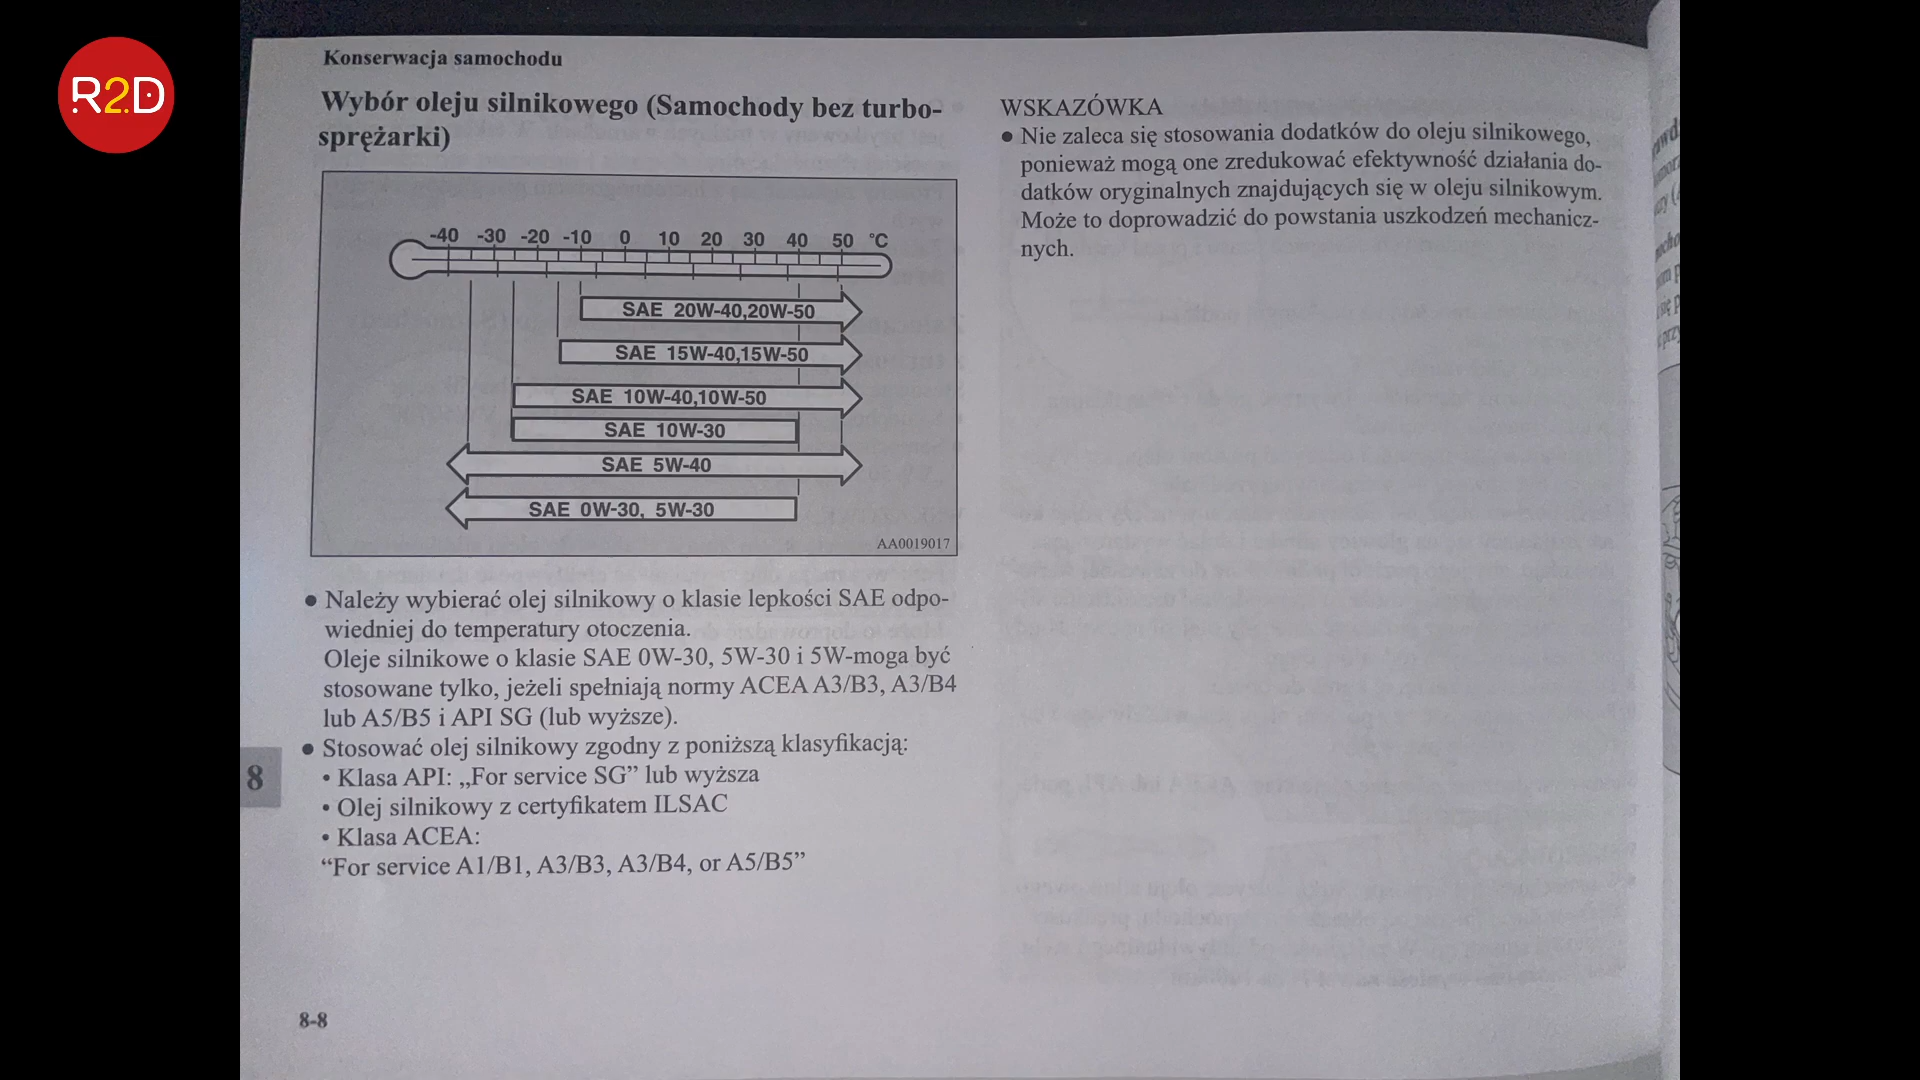 R2D
Konserwacja samochodu
Wybór oleju silnikowego (Samochody bez turbo-
sprężarki)
-40 -30 -20 -10 0 10 20 30 40 50 °C
SAE 20W-40,20W-50
SAE 15W-40,15W-50
SAE 10W-40,10W-50
SAE 10W-30
SAE 5W-40
SAE 0W-30, 5W-30
AA0019017
● Należy wybierać olej silnikowy o klasie lepkości SAE odpo-
wiedniej do temperatury otoczenia.
Oleje silnikowe o klasie SAE 0W-30, 5W-30 i 5W-moga być
stosowane tylko, jeżeli spełniają normy ACEA A3/B3, A3/B4
lub A5/B5 i API SG (lub wyższe).
● Stosować olej silnikowy zgodny z poniższą klasyfikacją:
• Klasa API: „For service SG” lub wyższa
• Olej silnikowy z certyfikatem ILSAC
• Klasa ACEA:
“For service A1/B1, A3/B3, A3/B4, or A5/B5”
8
8-8
WSKAZÓWKA
● Nie zaleca się stosowania dodatków do oleju silnikowego,
ponieważ mogą one zredukować efektywność działania do-
datków oryginalnych znajdujących się w oleju silnikowym.
Może to doprowadzić do powstania uszkodzeń mechanicz-
nych.